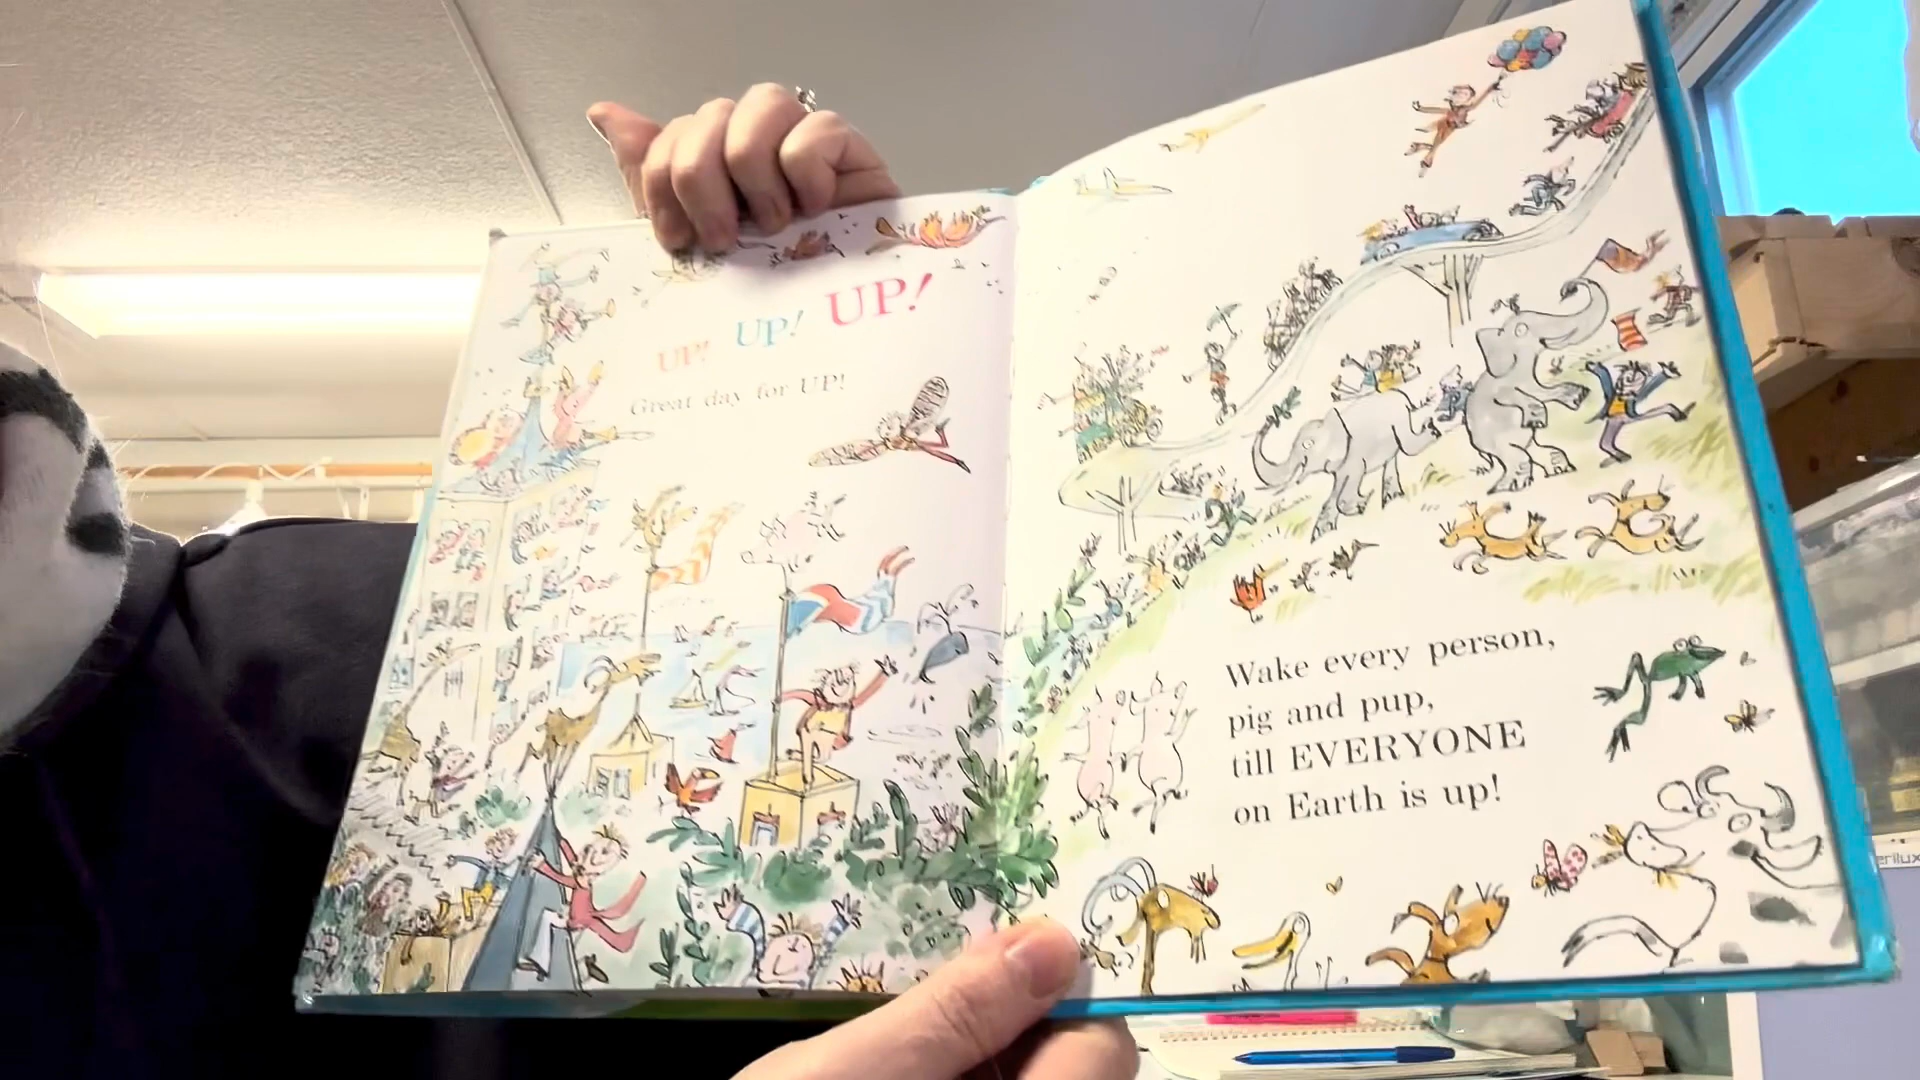 UP! UP! UP!
Great day for UP!
Wake every person,
pig and pup,
till EVERYONE
on Earth is up!
erilux